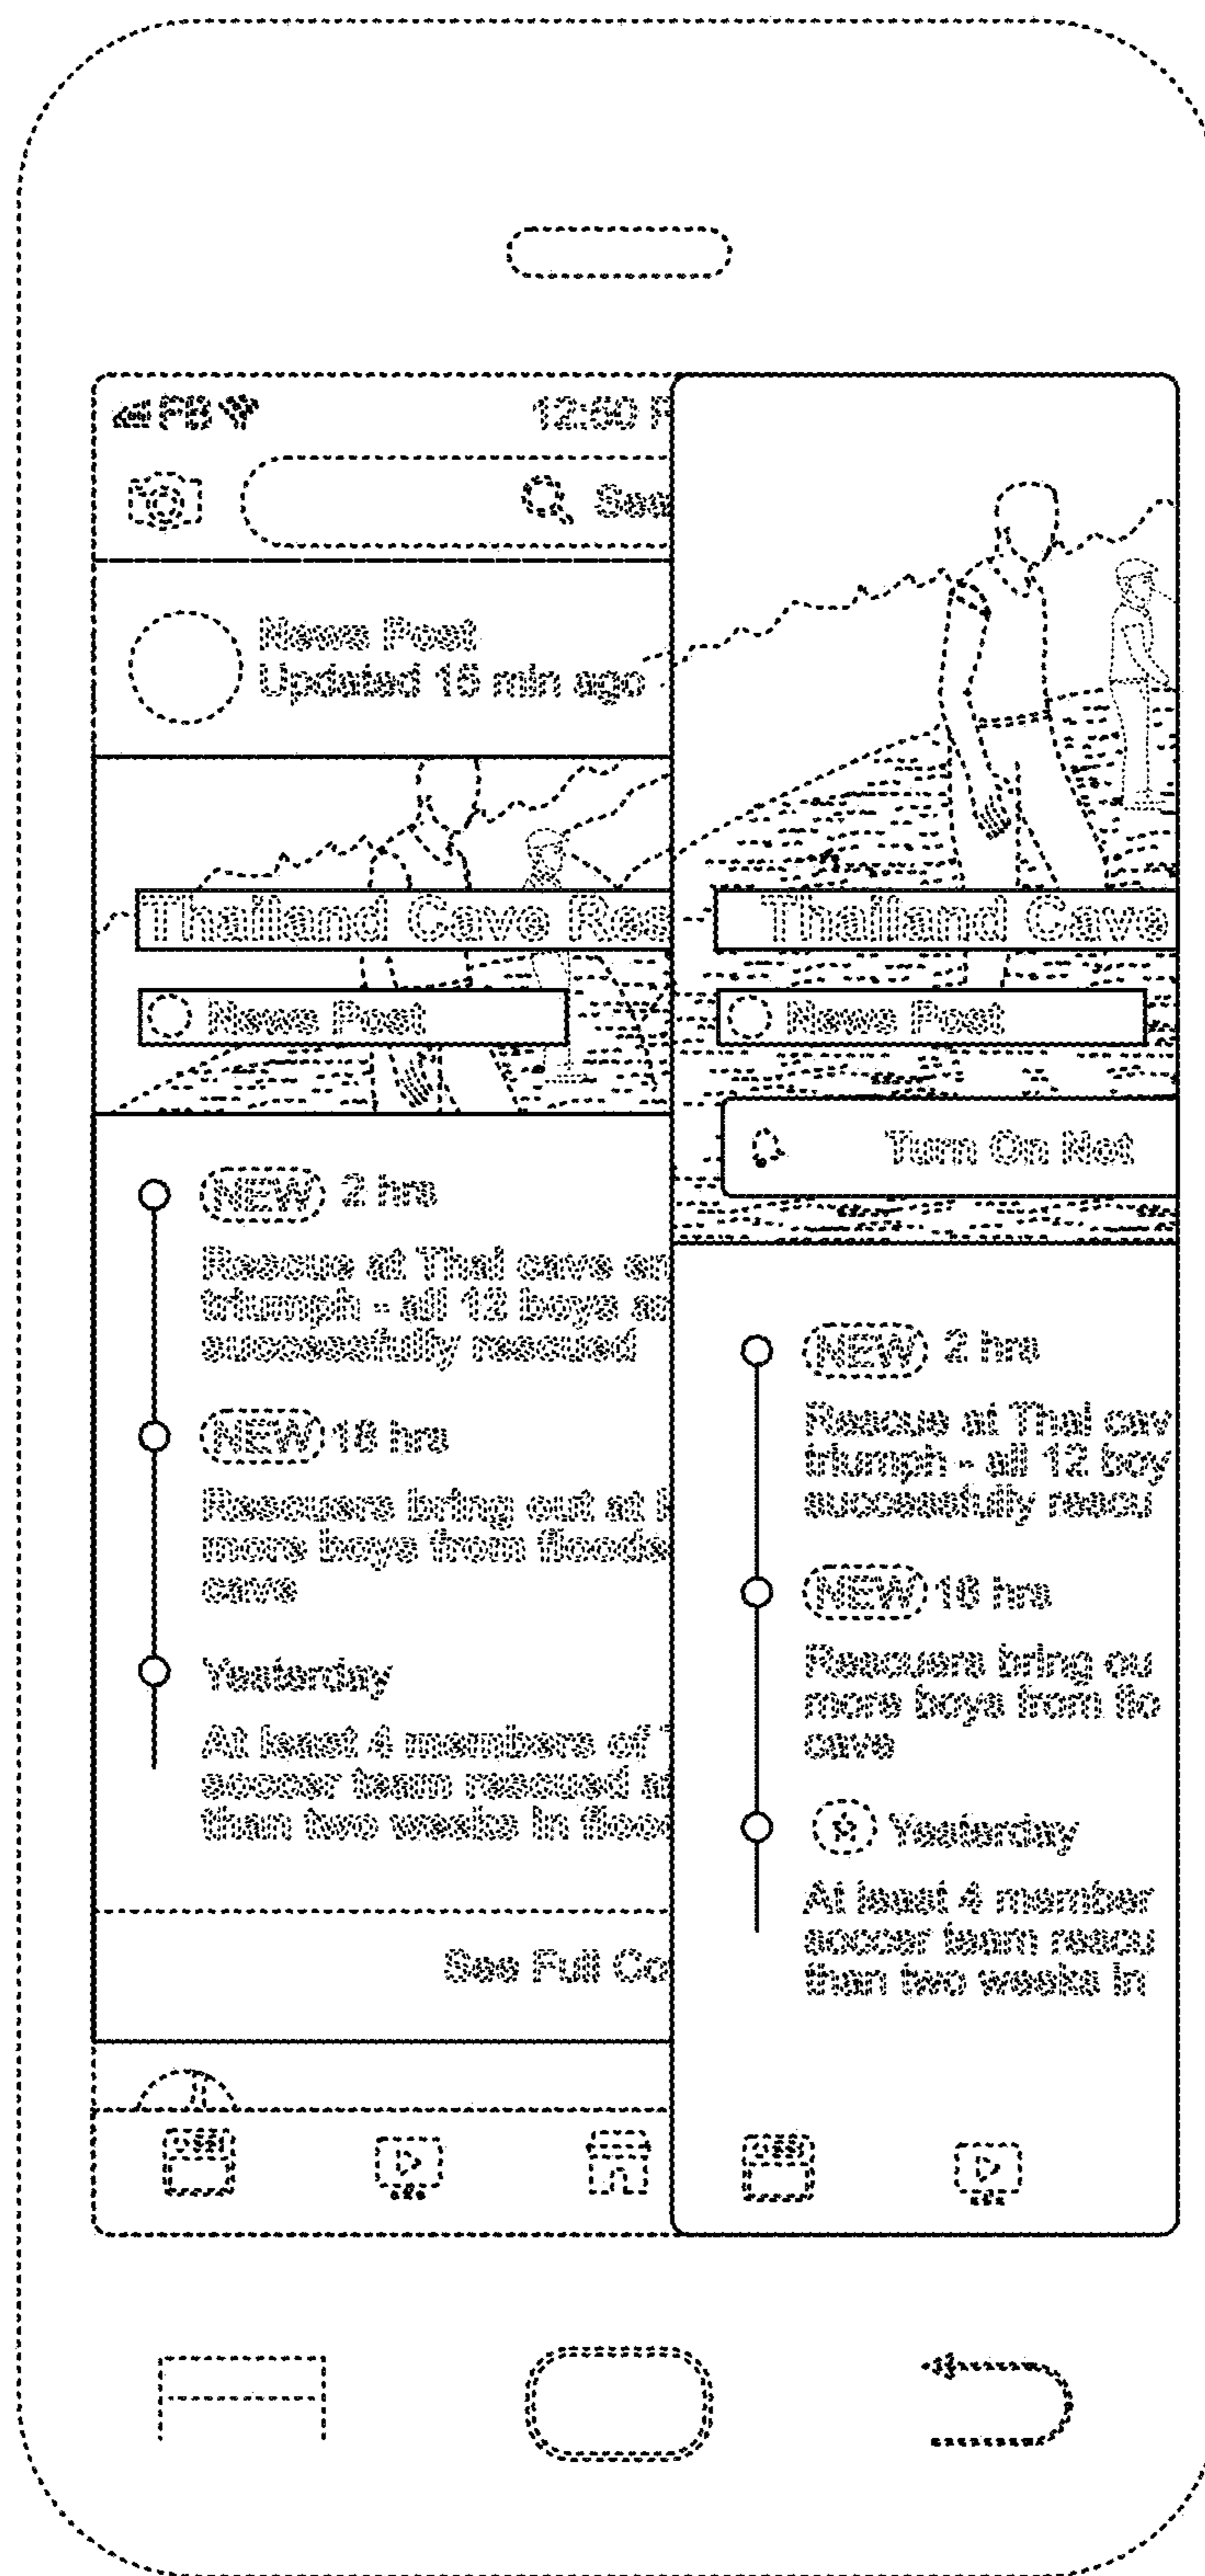 FB
12:50 P
Sea
News Post
Updated 15 min ago
Thailand Cave Res
News Post
NEW 2 hrs
Rescue at Thai cave en
triumph - all 12 boys an
successfully rescued
NEW 18 hrs
Rescuers bring out at l
more boys from floode
cave
Yesterday
At least 4 members of T
soccer team rescued a
than two weeks in floo
See Full Co
Thailand Cave
News Post
Turn On Not
NEW 2 hrs
Rescue at Thai cav
triumph - all 12 boy
successfully rescu
NEW 18 hrs
Rescuers bring ou
more boys from flo
cave
Yesterday
At least 4 member
soccer team rescu
than two weeks in